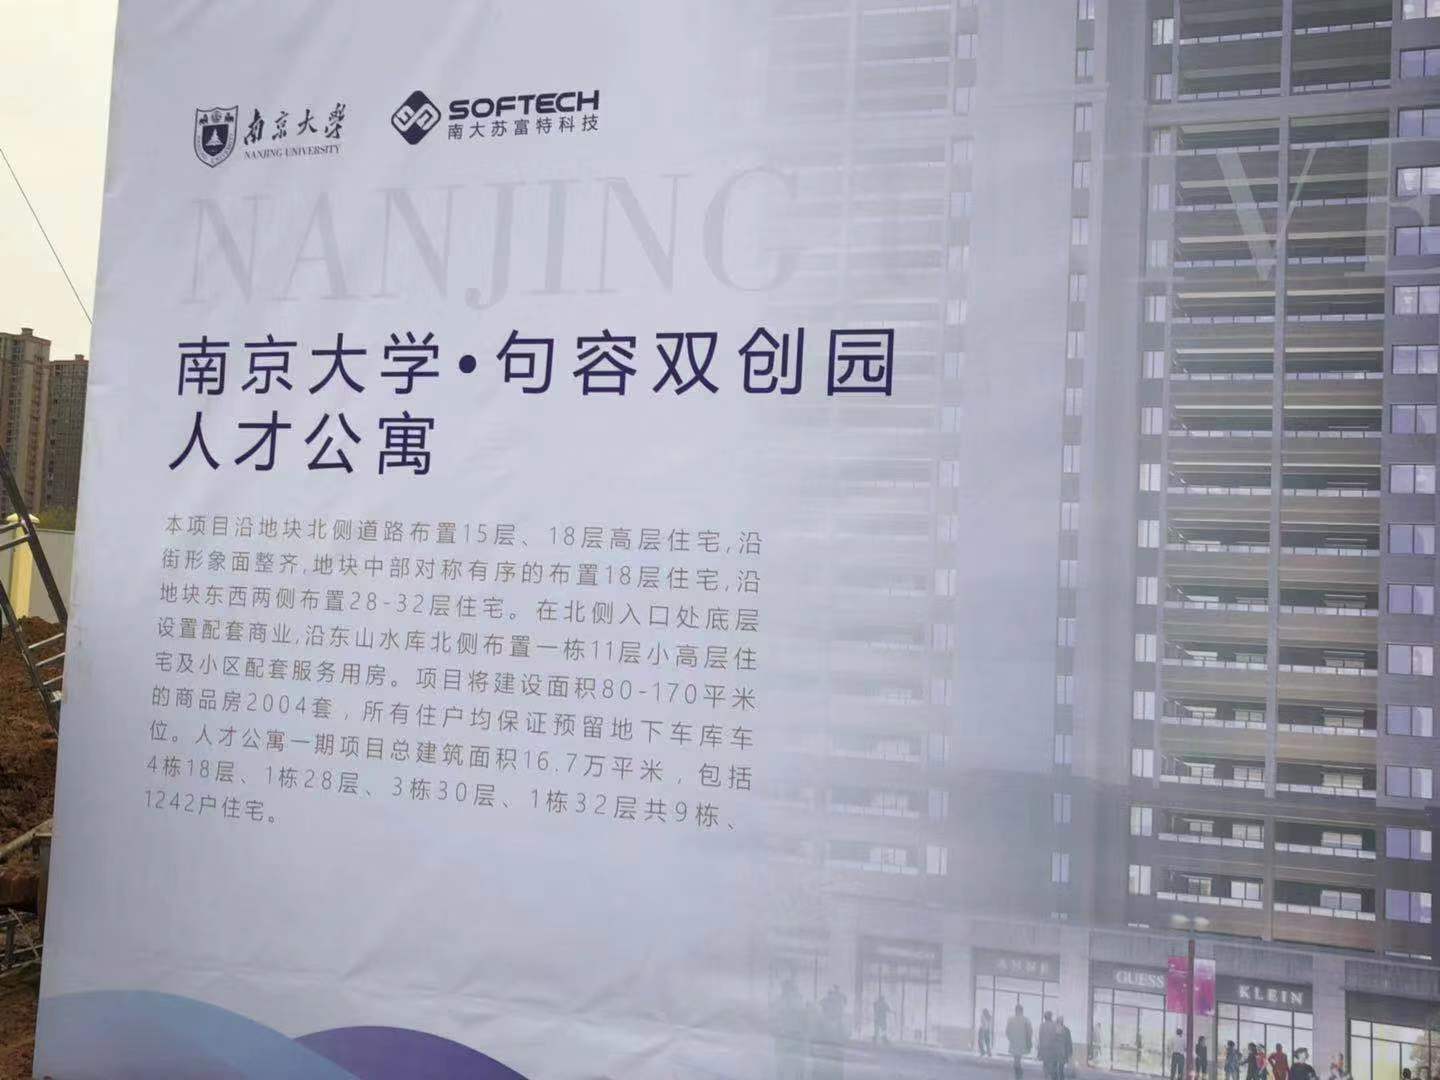 南京大学
NANJING UNIVERSITY
SOFTECH
南大苏富特科技
NANJING
VE
南京大学·句容双创园
人才公寓
本项目沿地块北侧道路布置15层、18层高层住宅,沿
街形象面整齐,地块中部对称有序的布置18层住宅,沿
地块东西两侧布置28-32层住宅。在北侧入口处底层
设置配套商业,沿东山水库北侧布置一栋11层小高层住
宅及小区配套服务用房。项目将建设面积80-170平米
的商品房2004套，所有住户均保证预留地下车库车
位。人才公寓一期项目总建筑面积16.7万平米，包括
4栋18层、1栋28层、3栋30层、1栋32层共9栋、
1242户住宅。
ANNE
GUESS
KLEIN